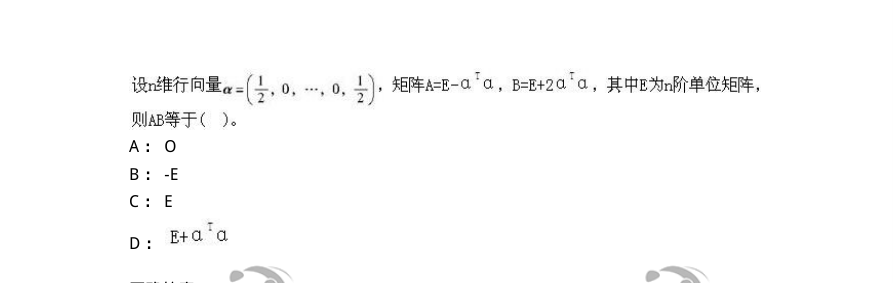 设n维行向量α=(1/2, 0, …, 0, 1/2), 矩阵A=E-αᵀα, B=E+2αᵀα, 其中E为n阶单位矩阵,
则AB等于( )。
A： O
B： -E
C： E
D： E+αᵀα